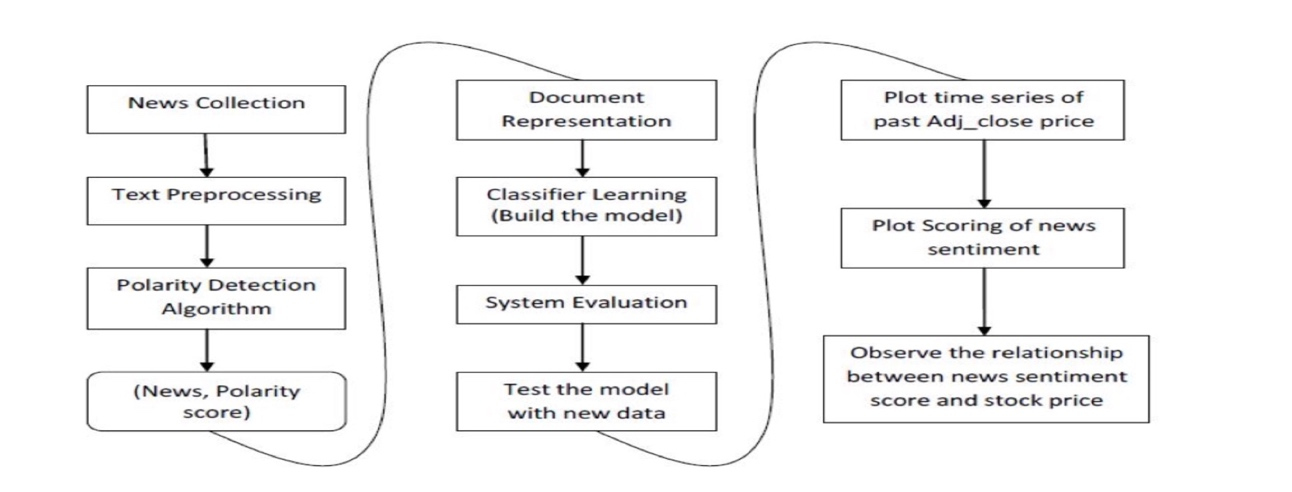 News Collection
Text Preprocessing
Polarity Detection
Algorithm
(News, Polarity
score)
Document
Representation
Classifier Learning
(Build the model)
System Evaluation
Test the model
with new data
Plot time series of
past Adj_close price
Plot Scoring of news
sentiment
Observe the relationship
between news sentiment
score and stock price